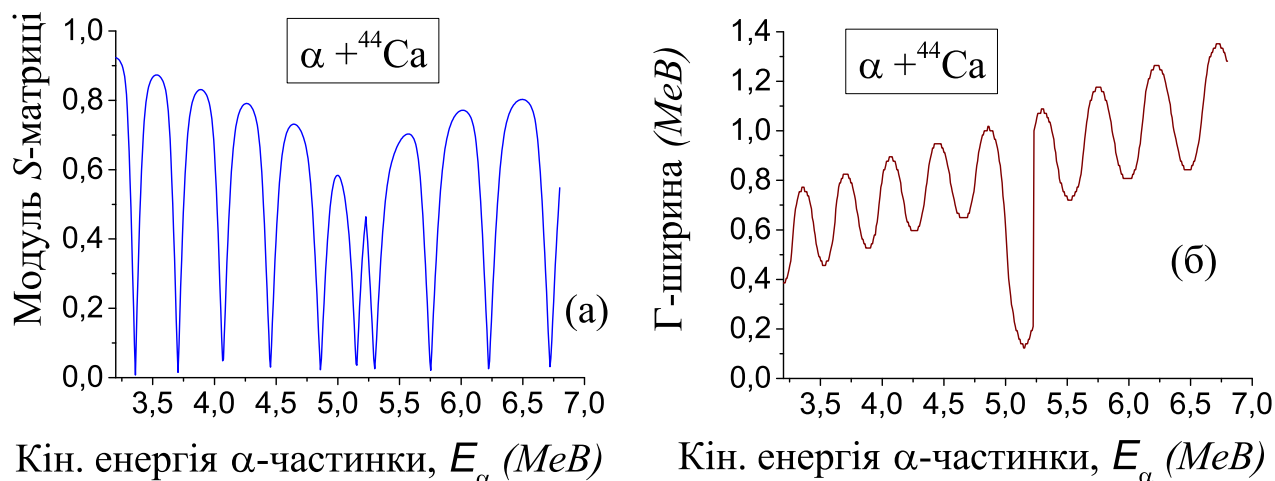 Модуль S-матриці
1,0
0,8
0,6
0,4
0,2
0,0
α +⁴⁴Ca
(а)
3,5 4,0 4,5 5,0 5,5 6,0 6,5 7,0
Кін. енергія α-частинки, Eα (МеВ)
Г-ширина (МеВ)
1,4
1,2
1,0
0,8
0,6
0,4
0,2
0,0
α +⁴⁴Ca
(б)
3,5 4,0 4,5 5,0 5,5 6,0 6,5 7,0
Кін. енергія α-частинки, Eα (МеВ)